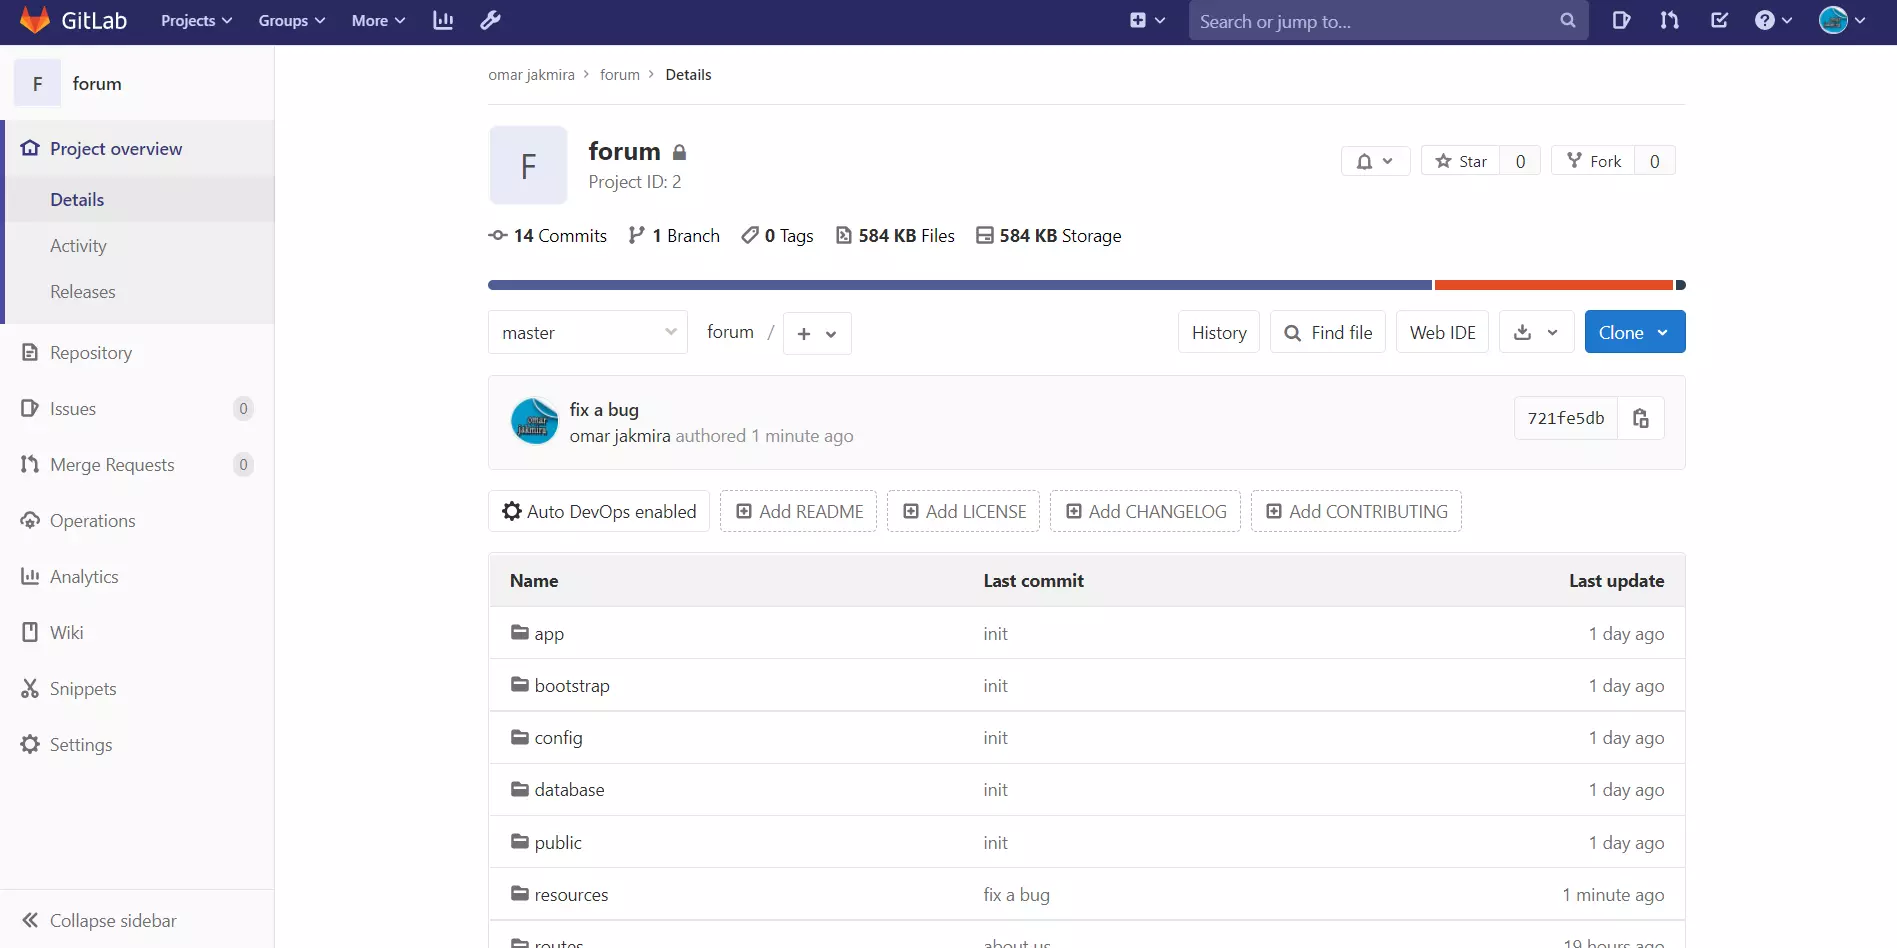 GitLab Projects Groups More Search or jump to...
F forum
Project overview
Details
Activity
Releases
Repository
Issues 0
Merge Requests 0
Operations
Analytics
Wiki
Snippets
Settings
Collapse sidebar
omar jakmira > forum > Details
F
forum
Project ID: 2
Star 0 Fork 0
14 Commits 1 Branch 0 Tags 584 KB Files 584 KB Storage
master forum / + History Find file Web IDE Clone
omar
jakmira
fix a bug
omar jakmira authored 1 minute ago
721fe5db
Auto DevOps enabled Add README Add LICENSE Add CHANGELOG Add CONTRIBUTING
Name Last commit Last update
app init 1 day ago
bootstrap init 1 day ago
config init 1 day ago
database init 1 day ago
public init 1 day ago
resources fix a bug 1 minute ago
routes about us 19 hours ago